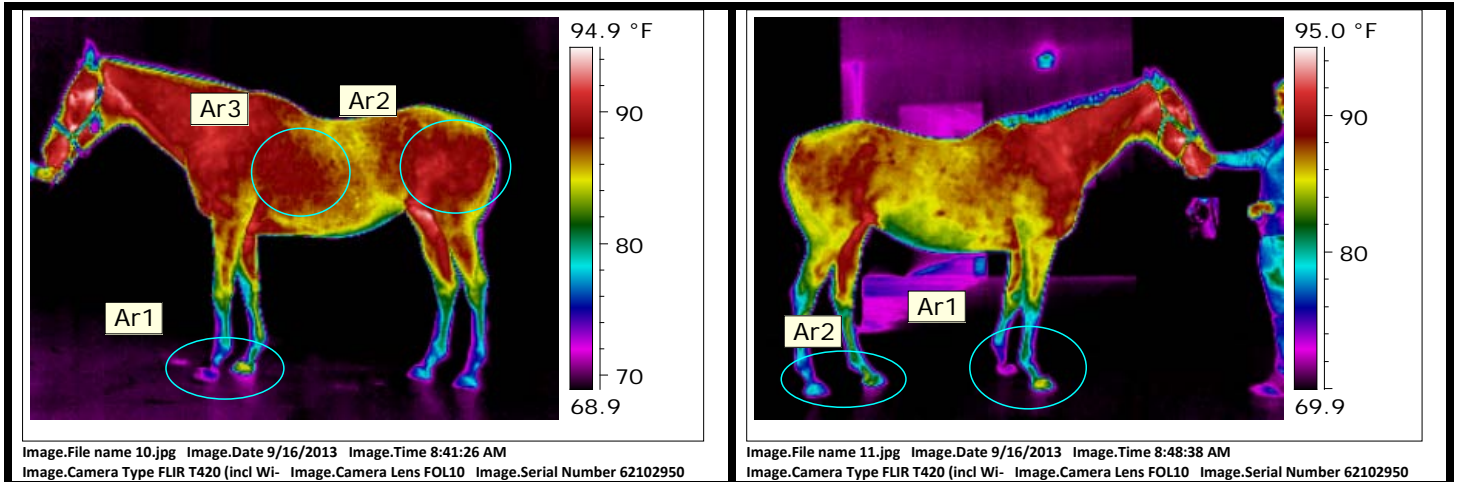 94.9 °F
Ar3
Ar2
90
80
Ar1
70
68.9
Image.File name 10.jpg Image.Date 9/16/2013 Image.Time 8:41:26 AM
Image.Camera Type FLIR T420 (incl Wi- Image.Camera Lens FOL10 Image.Serial Number 62102950
95.0 °F
90
80
Ar1
Ar2
69.9
Image.File name 11.jpg Image.Date 9/16/2013 Image.Time 8:48:38 AM
Image.Camera Type FLIR T420 (incl Wi- Image.Camera Lens FOL10 Image.Serial Number 62102950